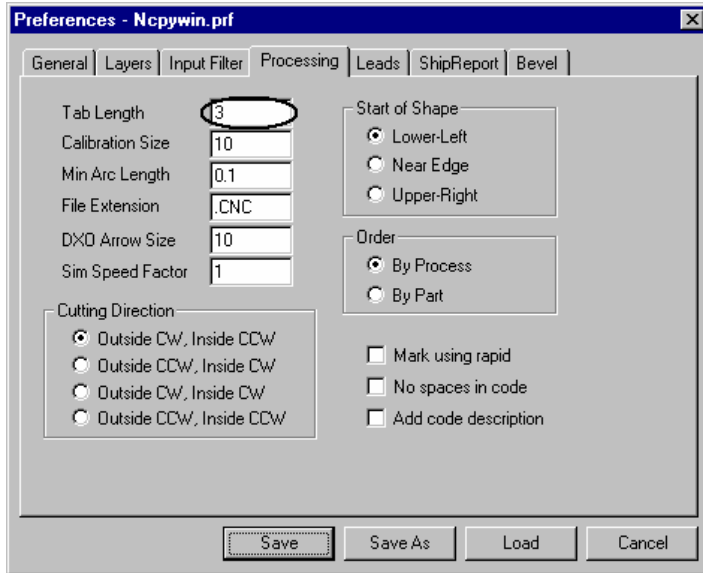 Preferences - Ncpywin.prf
General Layers Input Filter Processing Leads ShipReport Bevel
Tab Length 3
Calibration Size 10
Min Arc Length 0.1
File Extension .CNC
DXO Arrow Size 10
Sim Speed Factor 1
Cutting Direction
Outside CW, Inside CCW
Outside CCW, Inside CW
Outside CW, Inside CW
Outside CCW, Inside CCW
Start of Shape
Lower-Left
Near Edge
Upper-Right
Order
By Process
By Part
Mark using rapid
No spaces in code
Add code description
Save Save As Load Cancel